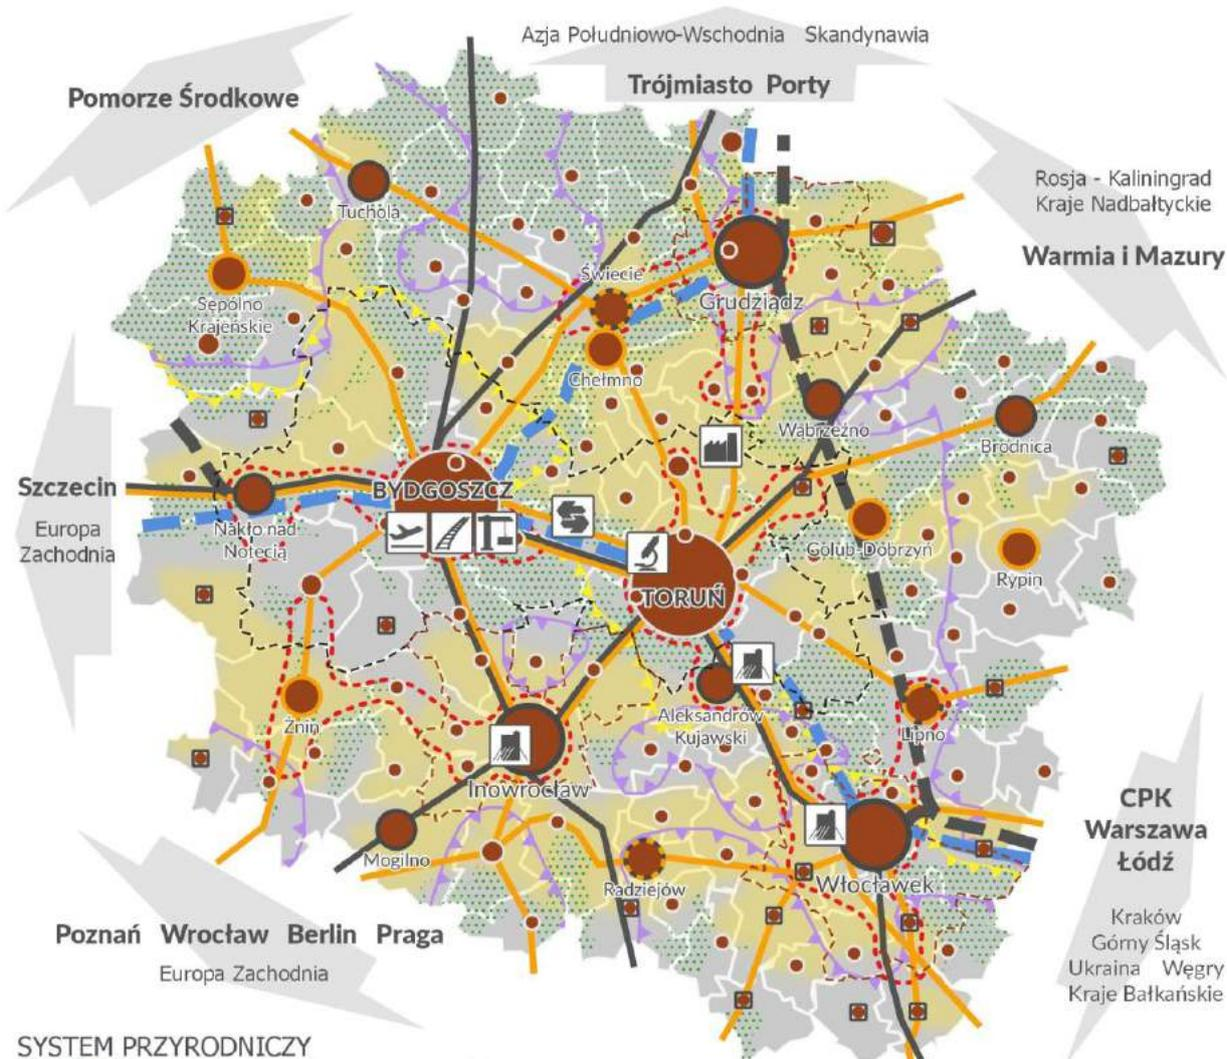 Azja Południowo-Wschodnia Skandynawia
Trójmiasto Porty
Pomorze Środkowe
Rosja - Kaliningrad
Kraje Nadbałtyckie
Warmia i Mazury
Tuchola
Sępólno
Krajeńskie
Świecie
Grudziądz
Chełmno
Wąbrzeźno
Brodnica
Szczecin
Europa
Zachodnia
BYDGOSZCZ
Nakło nad
Notecią
TORUŃ
Golub-Dobrzyń
Rypin
Żnin
Aleksandrów
Kujawski
Lipno
Inowrocław
Mogilno
Radziejów
Włocławek
CPK
Warszawa
Łódź
Kraków
Górny Śląsk
Ukraina Węgry
Kraje Bałkańskie
Poznań Wrocław Berlin Praga
Europa Zachodnia
SYSTEM PRZYRODNICZY